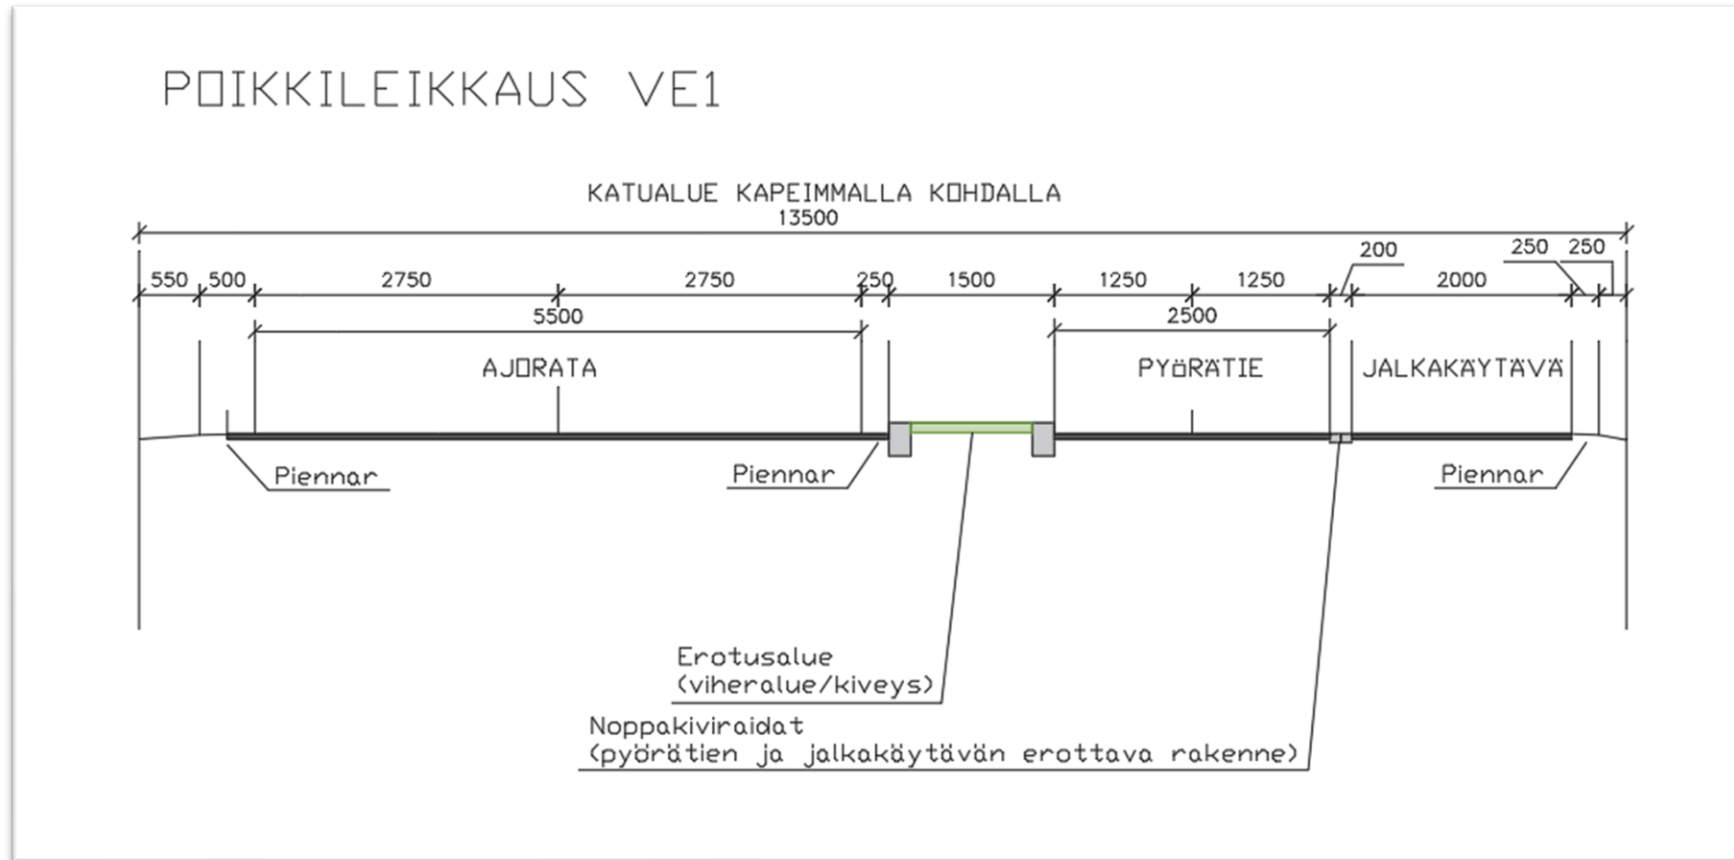 POIKKILEIKKAUS VE1
KATUALUE KAPEIMMALLA KOHDALLA
13500
200
250 250
550 500 2750 2750 250 1500 1250 1250 2000
5500
2500
AJORATA
PYÖRÄTIE
JALKAKÄYTÄVÄ
Piennar
Piennar
Piennar
Erotusalue
(viheralue/kiveys)
Noppakiviraidat
(pyörätien ja jalkakäytävän erottava rakenne)